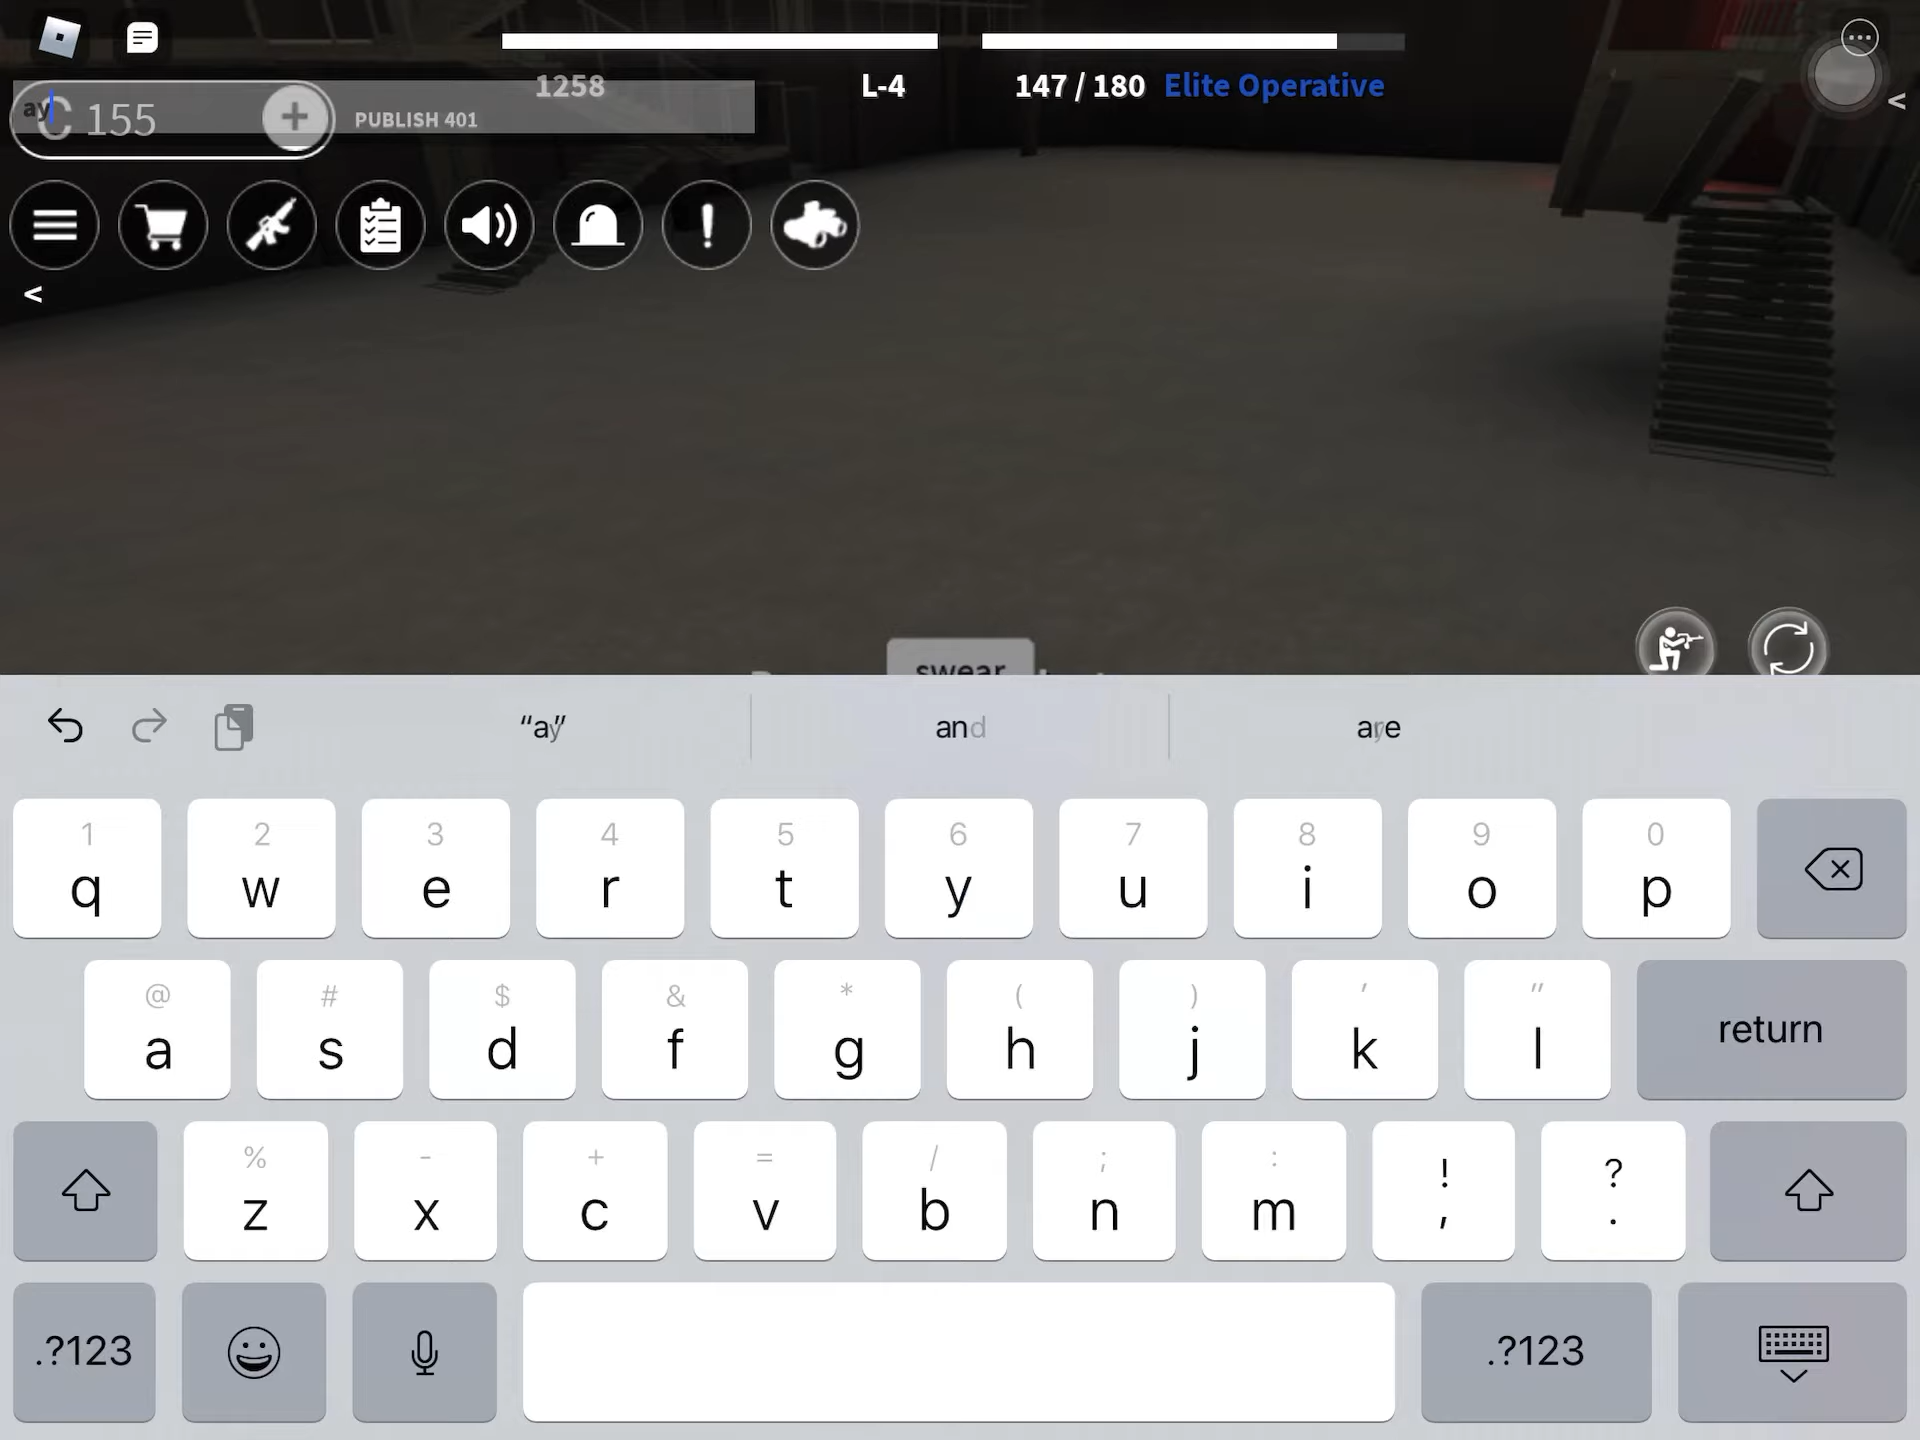 1258
L-4
147 / 180 Elite Operative
<
ay
C 155
+
PUBLISH 401
!
<
swear
“ay”
and
are
1 2 3 4 5 6 7 8 9 0
q w e r t y u i o p
@ # $ & * ( ) ' "
a s d f g h j k l return
% - + = / ; : ! ?
z x c v b n m , .
.?123 .?123